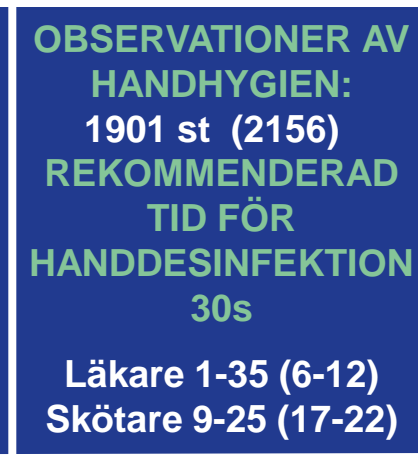 OBSERVATIONER AV
HANDHYGIEN:
1901 st (2156)
REKOMMENDERAD
TID FÖR
HANDDESINFEKTION
30s
Läkare 1-35 (6-12)
Skötare 9-25 (17-22)